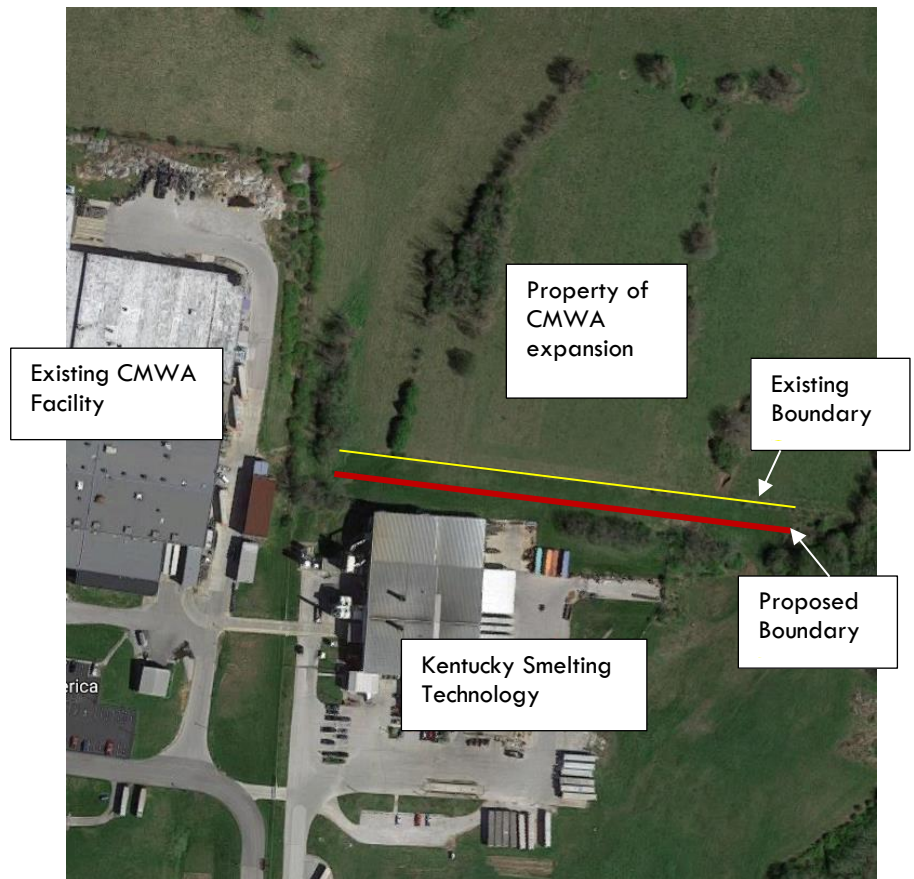 Property of
CMWA
expansion
Existing CMWA
Facility
Existing
Boundary
Proposed
Boundary
Kentucky Smelting
Technology
erica